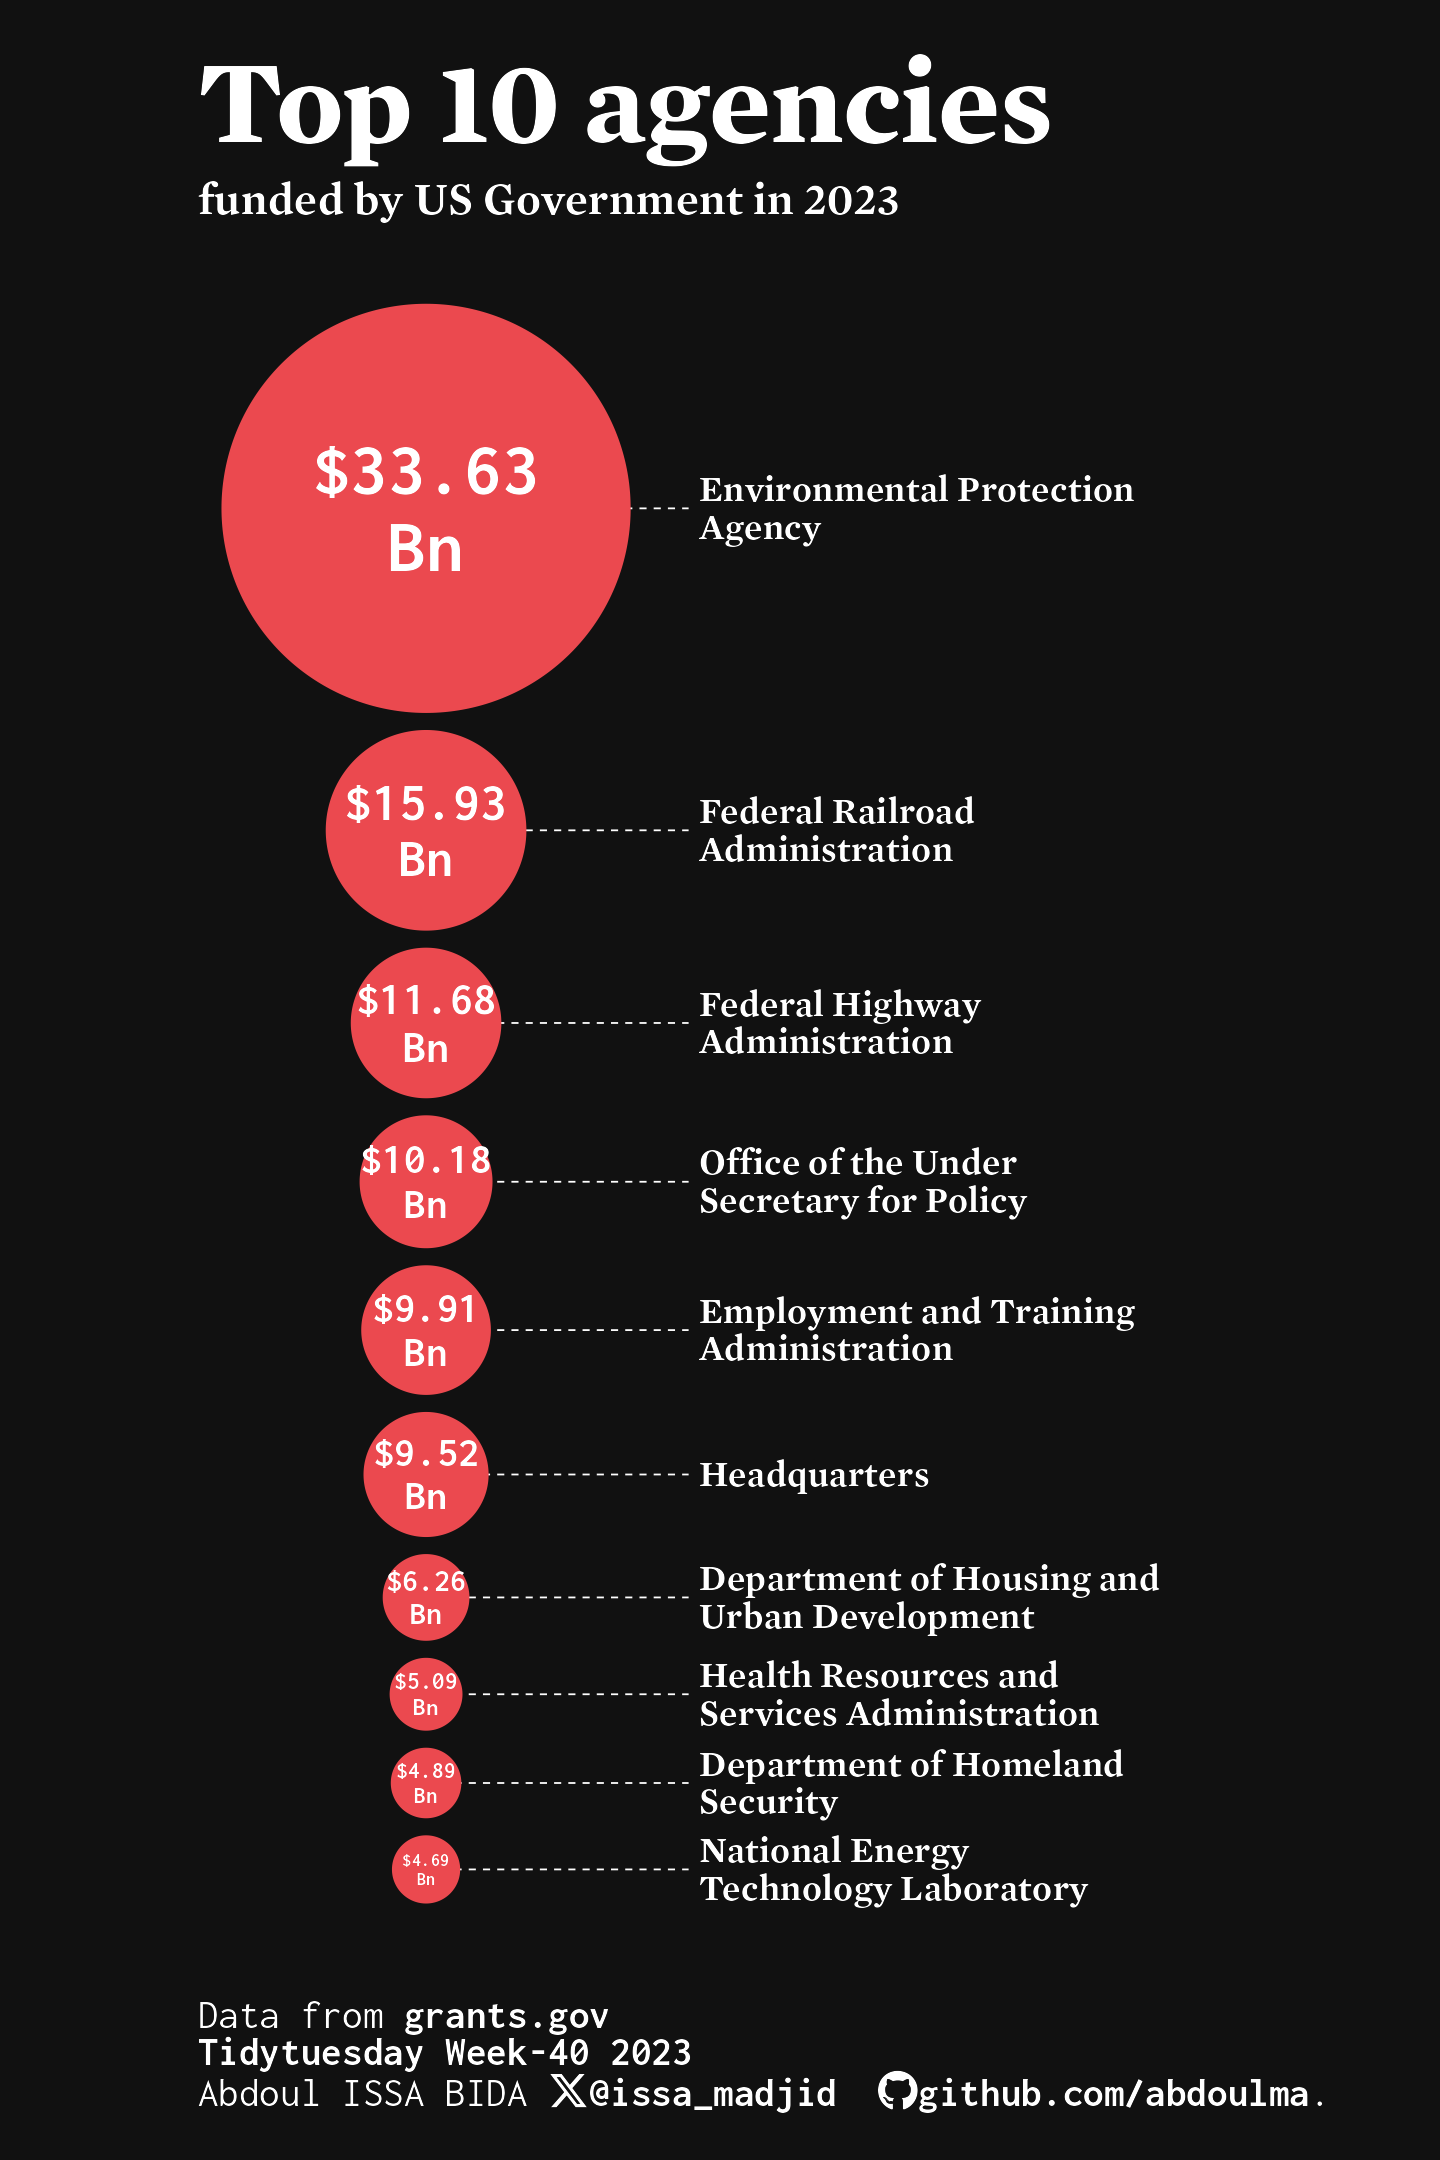 Top 10 agencies
funded by US Government in 2023
$33.63
Bn
Environmental Protection
Agency
$15.93
Bn
Federal Railroad
Administration
$11.68
Bn
Federal Highway
Administration
$10.18
Bn
Office of the Under
Secretary for Policy
$9.91
Bn
Employment and Training
Administration
$9.52
Bn
Headquarters
$6.26
Bn
Department of Housing and
Urban Development
$5.09
Bn
Health Resources and
Services Administration
$4.89
Bn
Department of Homeland
Security
$4.69
Bn
National Energy
Technology Laboratory
Data from grants.gov
Tidytuesday Week-40 2023
Abdoul ISSA BIDA @issa_madjid github.com/abdoulma.